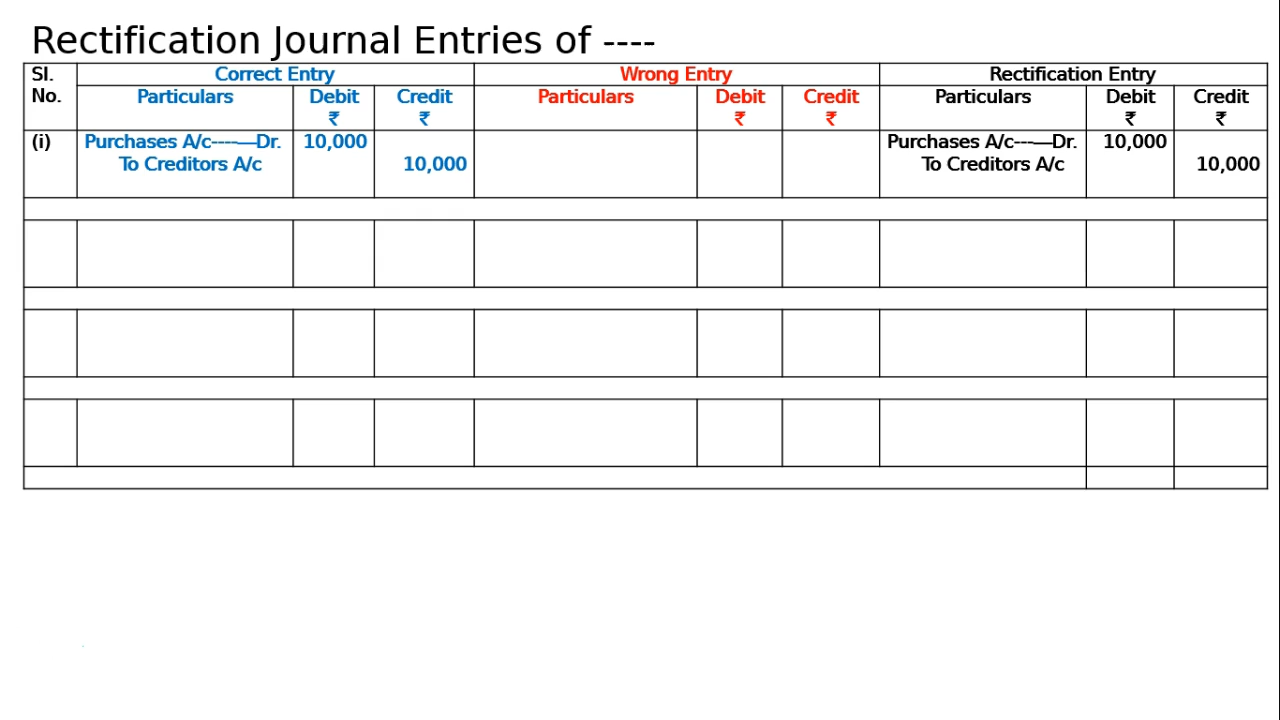 Rectification Journal Entries of ----
Sl. No. Correct Entry Wrong Entry Rectification Entry
Particulars Debit ₹ Credit ₹ Particulars Debit ₹ Credit ₹ Particulars Debit ₹ Credit ₹
(i) Purchases A/c----—Dr. 10,000 Purchases A/c---—Dr. 10,000
To Creditors A/c 10,000 To Creditors A/c 10,000